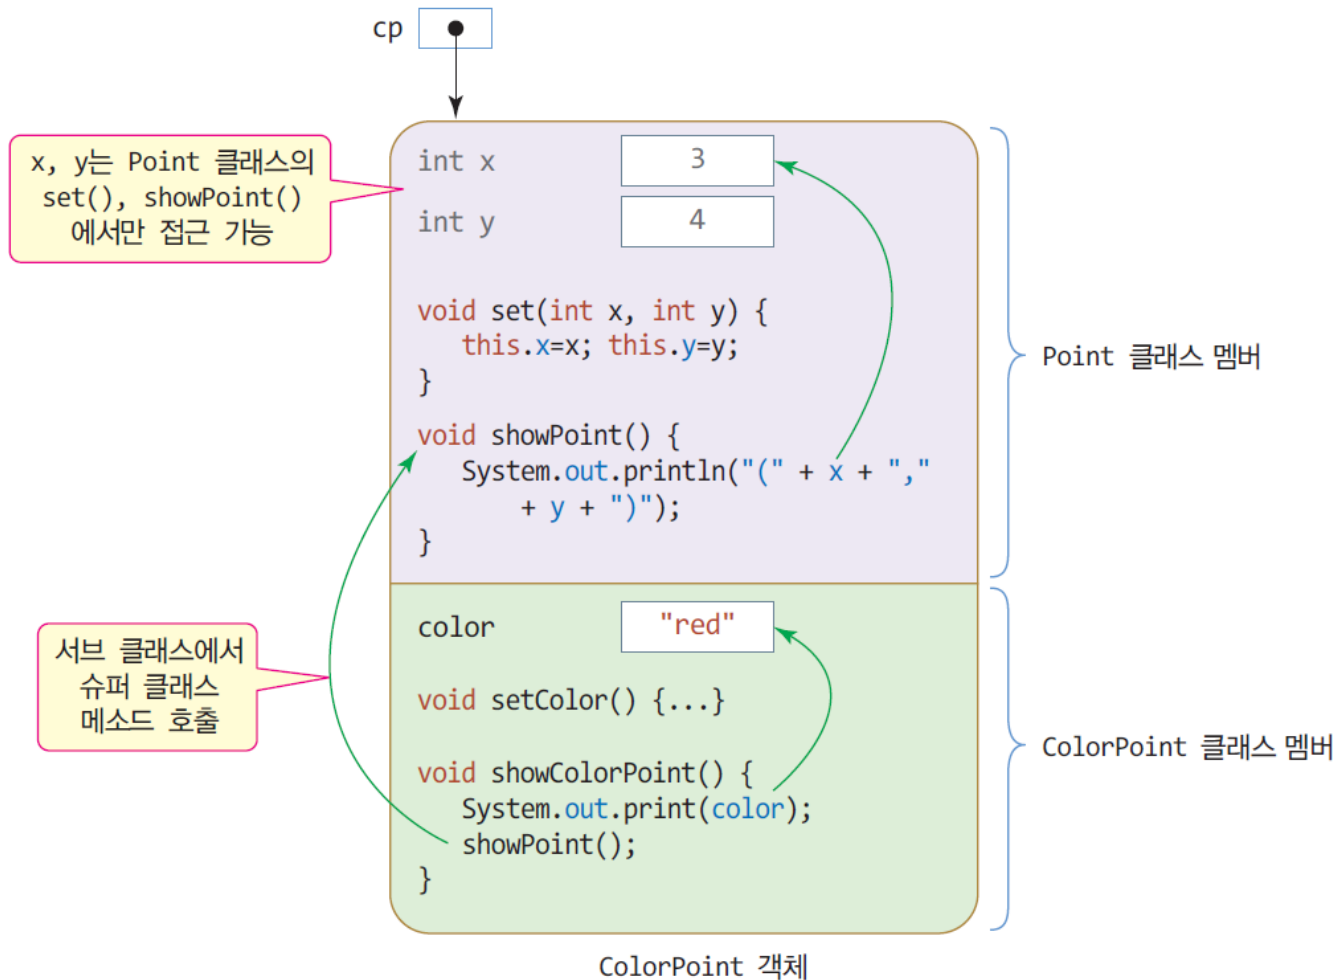 cp
x, y는 Point 클래스의
set(), showPoint()
에서만 접근 가능
int x
3
int y
4
void set(int x, int y) {
this.x=x; this.y=y;
}
void showPoint() {
System.out.println("(" + x + ","
+ y + ")");
}
Point 클래스 멤버
서브 클래스에서
슈퍼 클래스
메소드 호출
color
"red"
void setColor() {...}
void showColorPoint() {
System.out.print(color);
showPoint();
}
ColorPoint 클래스 멤버
ColorPoint 객체